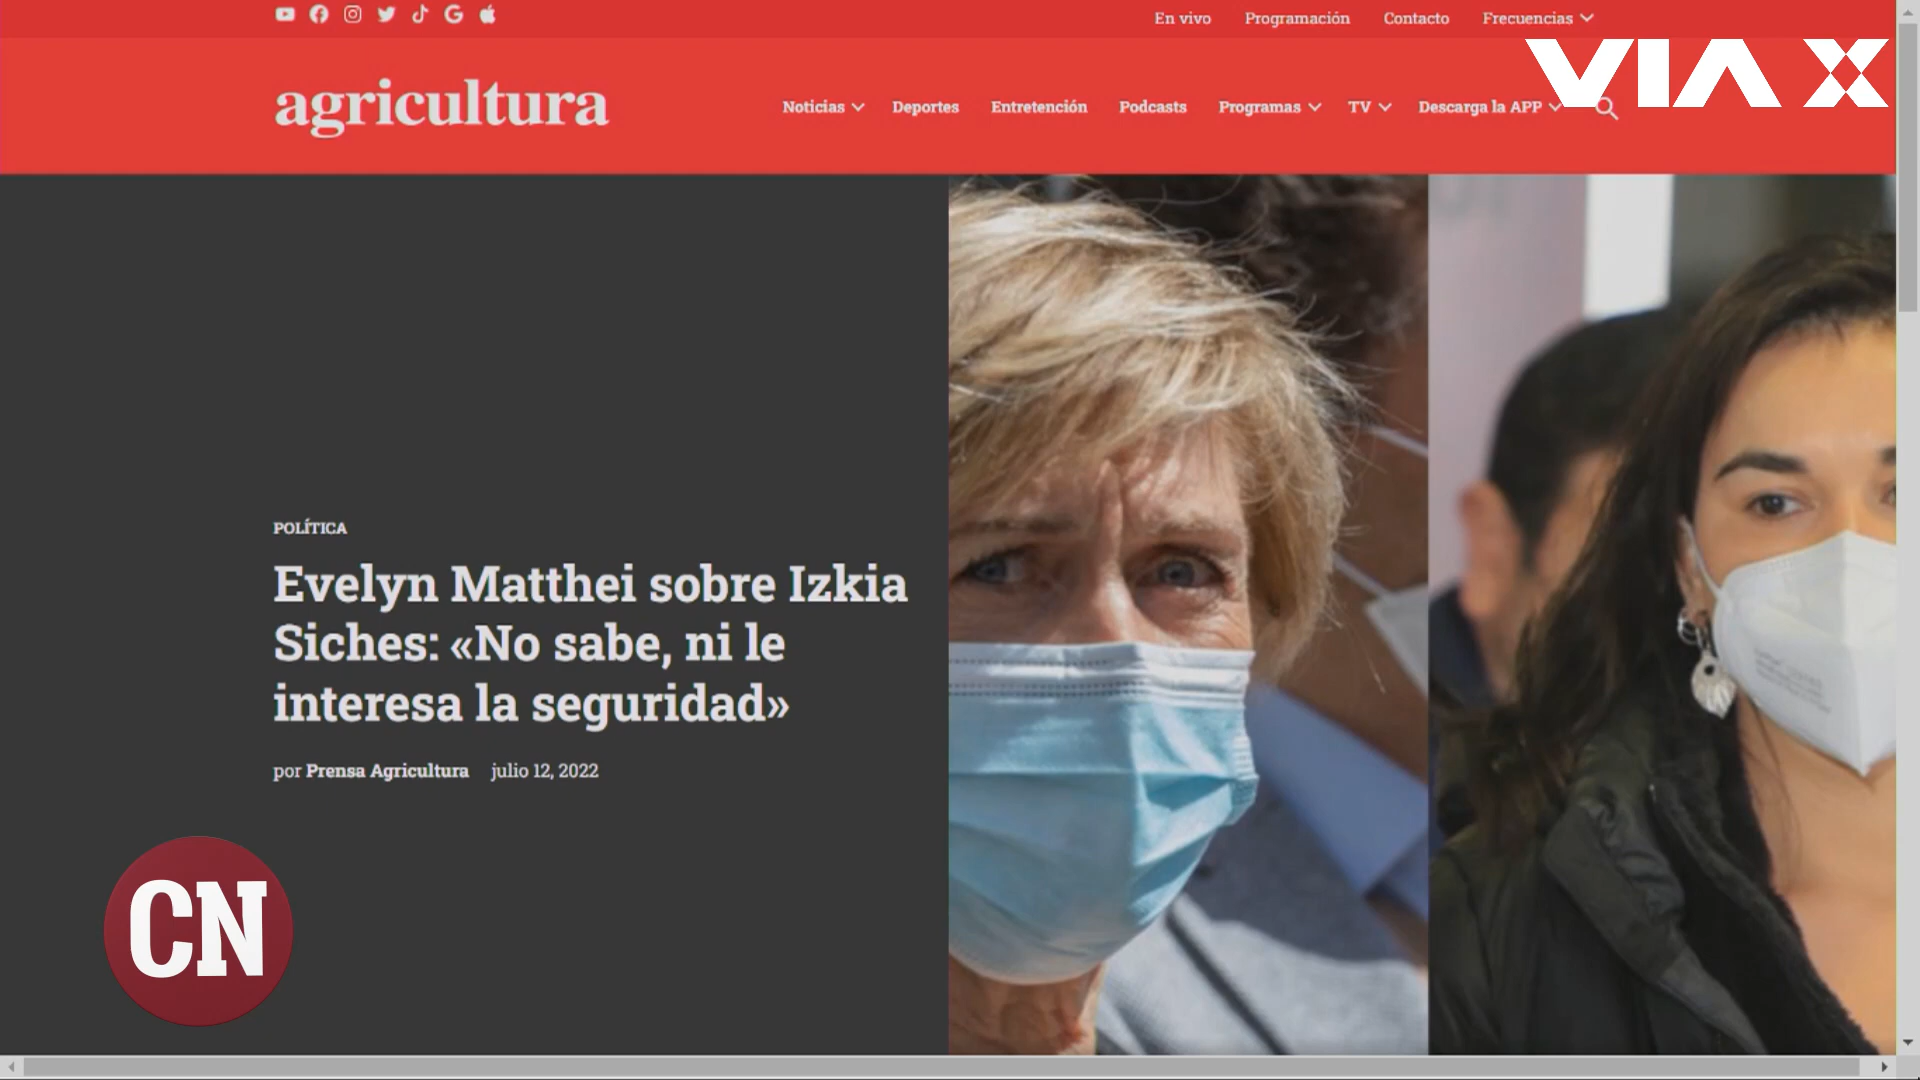 En vivo Programación Contacto Frecuencias
VIA X
agricultura
Noticias Deportes Entretención Podcasts Programas TV Descarga la APP
POLÍTICA
Evelyn Matthei sobre Izkia
Siches: «No sabe, ni le
interesa la seguridad»
por Prensa Agricultura julio 12, 2022
CN